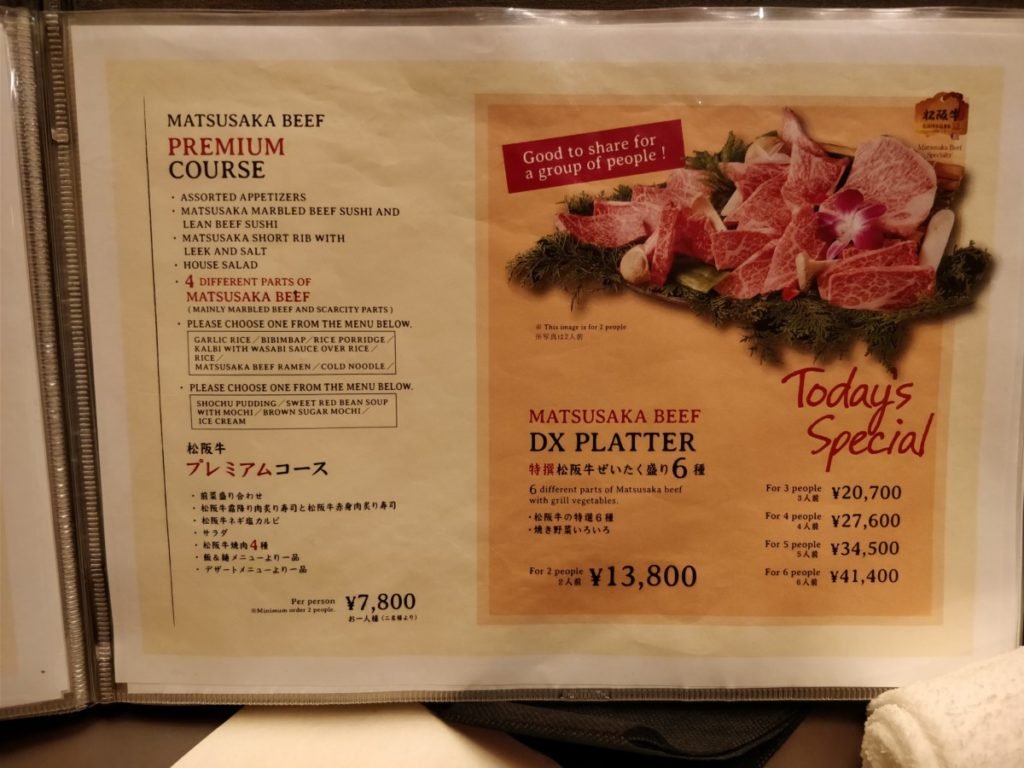 MATSUSAKA BEEF
PREMIUM
COURSE
・ASSORTED APPETIZERS
・MATSUSAKA MARBLED BEEF SUSHI AND
LEAN BEEF SUSHI
・MATSUSAKA SHORT RIB WITH
LEEK AND SALT
・HOUSE SALAD
・4 DIFFERENT PARTS OF
MATSUSAKA BEEF
(MAINLY MARBLED BEEF AND SCARCITY PARTS)
・PLEASE CHOOSE ONE FROM THE MENU BELOW.
GARLIC RICE／BIBIMBAP／RICE PORRIDGE／
KALBI WITH WASABI SAUCE OVER RICE／
RICE／
MATSUSAKA BEEF RAMEN／COLD NOODLE／
・PLEASE CHOOSE ONE FROM THE MENU BELOW.
SHOCHU PUDDING／SWEET RED BEAN SOUP
WITH MOCHI／BROWN SUGAR MOCHI／
ICE CREAM
松阪牛
プレミアムコース
・前菜盛り合わせ
・松阪牛霜降り肉炙り寿司と松阪牛赤身肉炙り寿司
・松阪牛ネギ塩カルビ
・サラダ
・松阪牛焼肉4種
・飯&麺メニューより一品
・デザートメニューより一品
Per person ¥7,800
※Minimum order 2 people.
お一人様(二名様より)
Good to share for
a group of people !
松阪牛
Matsusaka Beef
Specialty
※ This image is for 2 people
※写真は2人前
Todays
Special
MATSUSAKA BEEF
DX PLATTER
特撰松阪牛ぜいたく盛り6種
6 different parts of Matsusaka beef
with grill vegetables.
・松阪牛の特選6種
・焼き野菜いろいろ
For 2 people ¥13,800
2人前
For 3 people ¥20,700
3人前
For 4 people ¥27,600
4人前
For 5 people ¥34,500
5人前
For 6 people ¥41,400
6人前